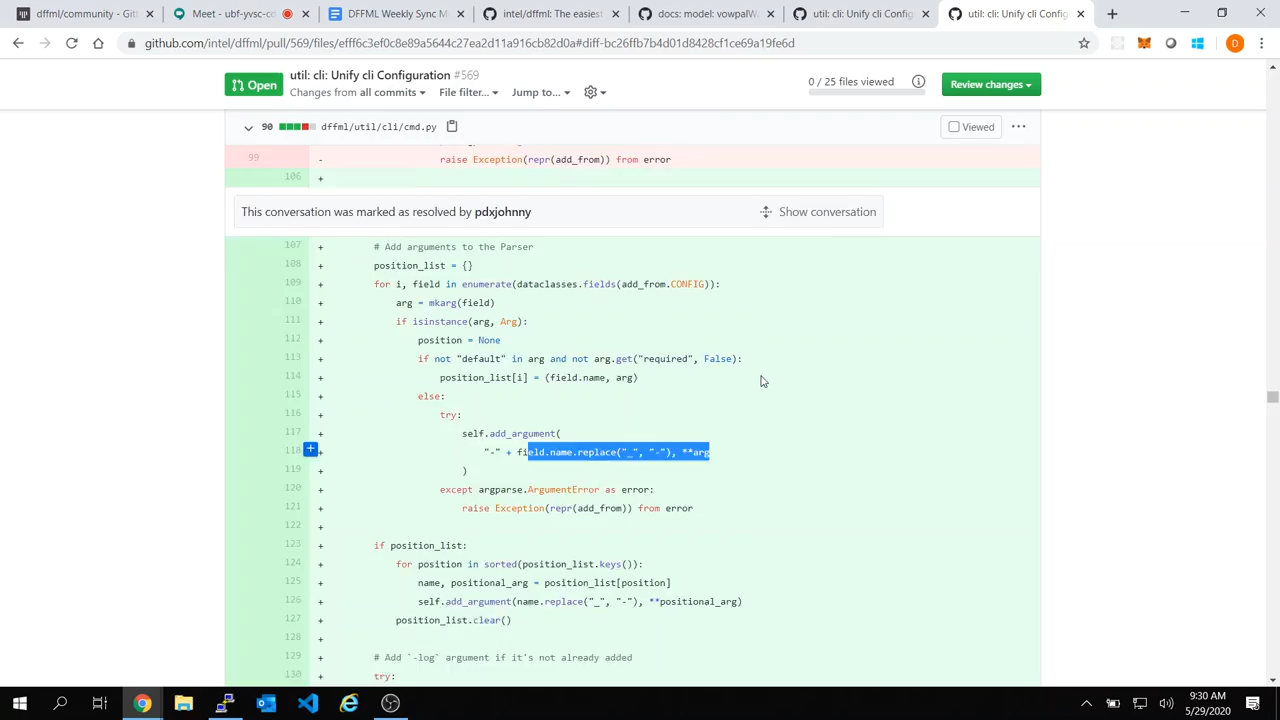 dffml/community - Gitt
Meet - ubf-yvsc-cd
DFFML Weekly Sync M
intel/dffml: The easiest
docs: model: vowpalWa
util: cli: Unify cli Confi
util: cli: Unify cli Config
github.com/intel/dffml/pull/569/files/efff6c3ef0c8e89a5644c27ea2d11a916cb82d0a#diff-bc26ffb7b4d01d8428cf1ce69a19fe6d
D
Open
util: cli: Unify cli Configuration #569
Changes from all commits
File filter...
Jump to...
0 / 25 files viewed
Review changes
90 dffml/util/cli/cmd.py
Viewed
99 - raise Exception(repr(add_from)) from error
106 +
This conversation was marked as resolved by pdxjohnny
Show conversation
107 + # Add arguments to the Parser
108 + position_list = {}
109 + for i, field in enumerate(dataclasses.fields(add_from.CONFIG)):
110 + arg = mkarg(field)
111 + if isinstance(arg, Arg):
112 + position = None
113 + if not "default" in arg and not arg.get("required", False):
114 + position_list[i] = (field.name, arg)
115 + else:
116 + try:
117 + self.add_argument(
118 + "-" + field.name.replace("_", "-"), **arg
119 + )
120 + except argparse.ArgumentError as error:
121 + raise Exception(repr(add_from)) from error
122 +
123 + if position_list:
124 + for position in sorted(position_list.keys()):
125 + name, positional_arg = position_list[position]
126 + self.add_argument(name.replace("_", "-"), **positional_arg)
127 + position_list.clear()
128 +
129 + # Add `-log` argument if it's not already added
130 + try:
9:30 AM
5/29/2020